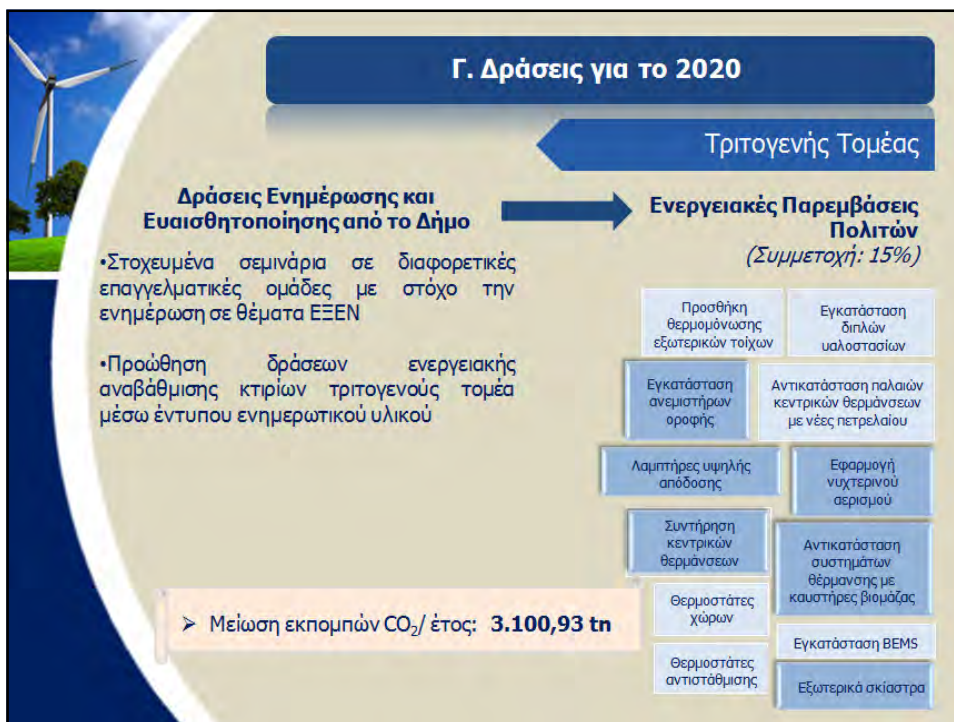 Γ. Δράσεις για το 2020
Τριτογενής Τομέας
Δράσεις Ενημέρωσης και
Ευαισθητοποίησης από το Δήμο
•Στοχευμένα σεμινάρια σε διαφορετικές
επαγγελματικές ομάδες με στόχο την
ενημέρωση σε θέματα ΕΞΕΝ
•Προώθηση δράσεων ενεργειακής
αναβάθμισης κτιρίων τριτογενούς τομέα
μέσω έντυπου ενημερωτικού υλικού
Ενεργειακές Παρεμβάσεις
Πολιτών
(Συμμετοχή: 15%)
Προσθήκη
θερμομόνωσης
εξωτερικών τοίχων
Εγκατάσταση
διπλών
υαλοστασίων
Εγκατάσταση
ανεμιστήρων
οροφής
Αντικατάσταση παλαιών
κεντρικών θερμάνσεων
με νέες πετρελαίου
Λαμπτήρες υψηλής
απόδοσης
Εφαρμογή
νυχτερινού
αερισμού
Συντήρηση
κεντρικών
θερμάνσεων
Αντικατάσταση
συστημάτων
θέρμανσης με
καυστήρες βιομάζας
Θερμοστάτες
χώρων
Εγκατάσταση BEMS
Θερμοστάτες
αντιστάθμισης
Εξωτερικά σκίαστρα
➢ Μείωση εκπομπών CO₂/ έτος: 3.100,93 tn